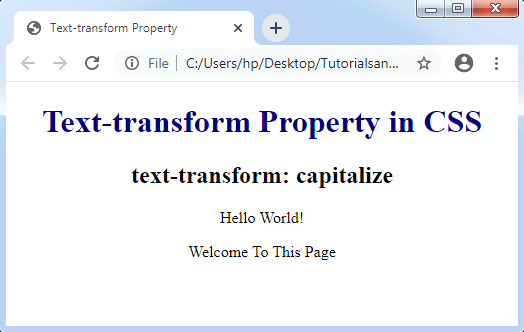 Text-transform Property
File
C:/Users/hp/Desktop/Tutorialsan...
Text-transform Property in CSS
text-transform: capitalize
Hello World!
Welcome To This Page